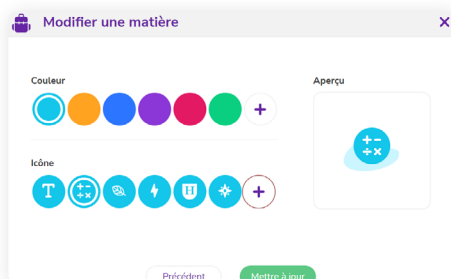 Modifier une matière
Couleur
Aperçu
Icône
Précédent
Mettre à jour